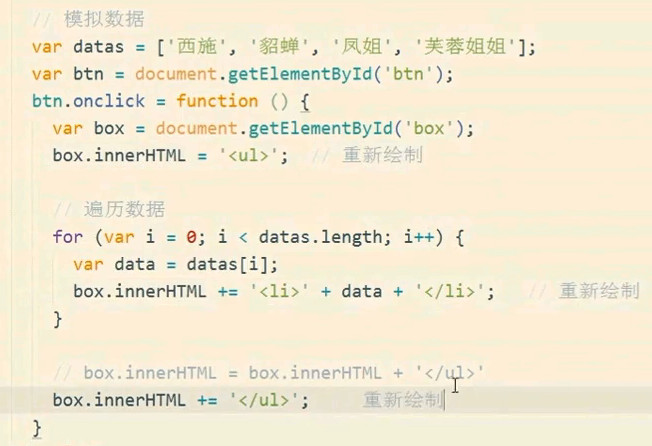 // 模拟数据
var datas = ['西施', '貂蝉', '凤姐', '芙蓉姐姐'];
var btn = document.getElementById('btn');
btn.onclick = function () {
var box = document.getElementById('box');
box.innerHTML = '<ul>'; // 重新绘制
// 遍历数据
for (var i = 0; i < datas.length; i++) {
var data = datas[i];
box.innerHTML += '<li>' + data + '</li>'; // 重新绘制
}
// box.innerHTML = box.innerHTML + '</ul>'
box.innerHTML += '</ul>'; 重新绘制
}